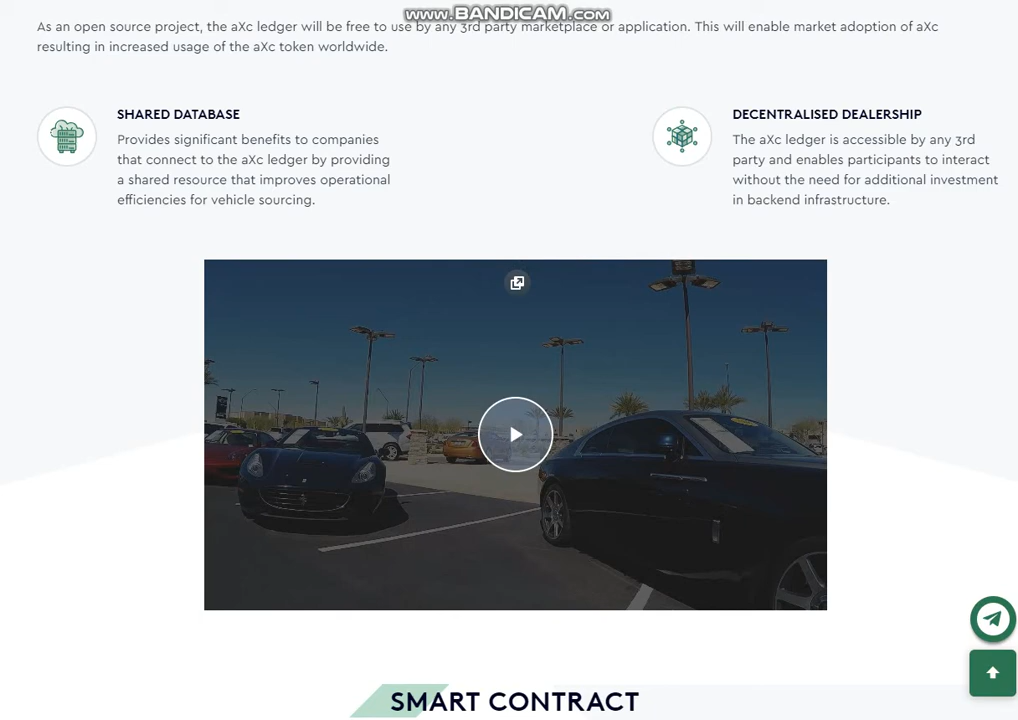 www.BANDICAM.com
As an open source project, the aXc ledger will be free to use by any 3rd party marketplace or application. This will enable market adoption of aXc
resulting in increased usage of the aXc token worldwide.
SHARED DATABASE
Provides significant benefits to companies
that connect to the aXc ledger by providing
a shared resource that improves operational
efficiencies for vehicle sourcing.
DECENTRALISED DEALERSHIP
The aXc ledger is accessible by any 3rd
party and enables participants to interact
without the need for additional investment
in backend infrastructure.
SMART CONTRACT